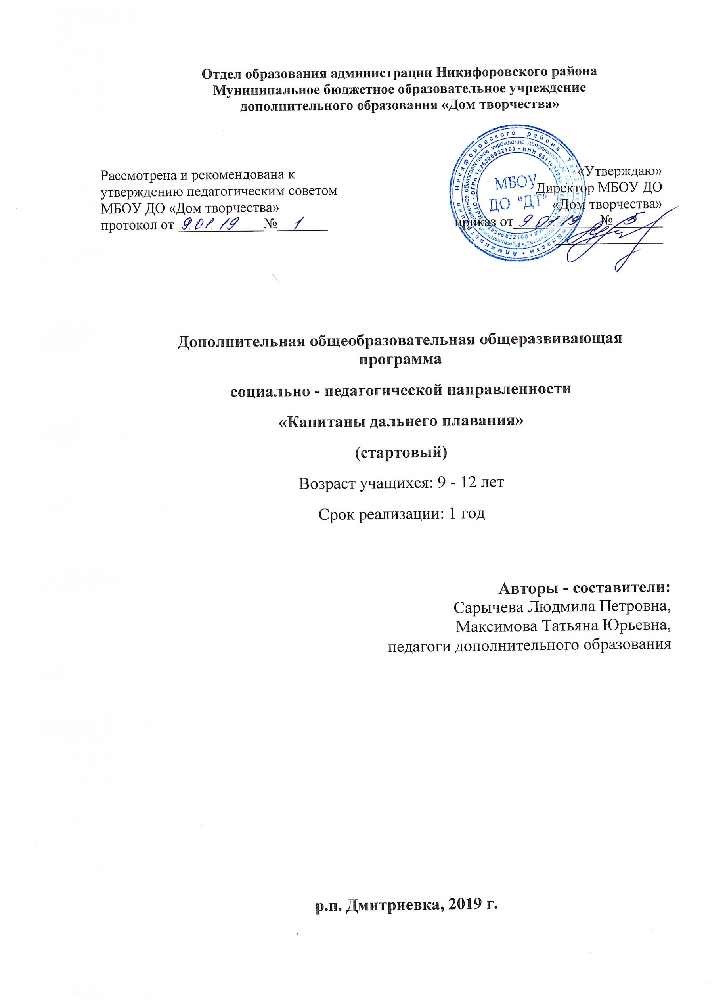 Отдел образования администрации Никифоровского района
Муниципальное бюджетное образовательное учреждение
дополнительного образования «Дом творчества»
Рассмотрена и рекомендована к
утверждению педагогическим советом
МБОУ ДО «Дом творчества»
протокол от 9.01.19 № 1
«Утверждаю»
Директор МБОУ ДО
«Дом творчества»
приказ от 9.01.19 № 5
МБОУ
ДО "ДТ"
Администрация Никифоровского района Тамбовской области
ОГРН 1026800632100 • ИНН
Дополнительная общеобразовательная общеразвивающая
программа
социально - педагогической направленности
«Капитаны дальнего плавания»
(стартовый)
Возраст учащихся: 9 - 12 лет
Срок реализации: 1 год
Авторы - составители:
Сарычева Людмила Петровна,
Максимова Татьяна Юрьевна,
педагоги дополнительного образования
р.п. Дмитриевка, 2019 г.